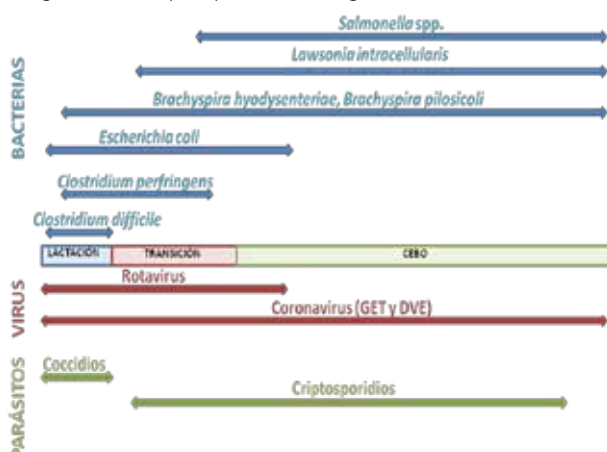 Salmonella spp.
Lawsonia intracellularis
Brachyspira hyodysenteriae, Brachyspira pilosicoli
Escherichia coli
Clostridium perfringens
Clostridium difficile
BACTERIAS
LACTACIÓN TRANSICIÓN CEBO
Rotavirus
Coronavirus (GET y DVE)
VIRUS
Coccidios
Criptosporidios
PARÁSITOS